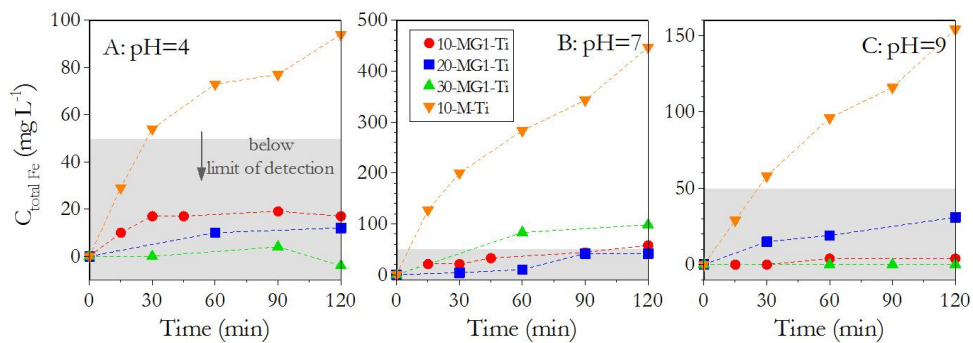 C_total Fe (mg L⁻¹)
100
80
60
40
20
0
A: pH=4
below
limit of detection
0 30 60 90 120
Time (min)
500
400
300
200
100
0
10-MG1-Ti
20-MG1-Ti
30-MG1-Ti
10-M-Ti
B: pH=7
0 30 60 90 120
Time (min)
150
100
50
0
C: pH=9
0 30 60 90 120
Time (min)